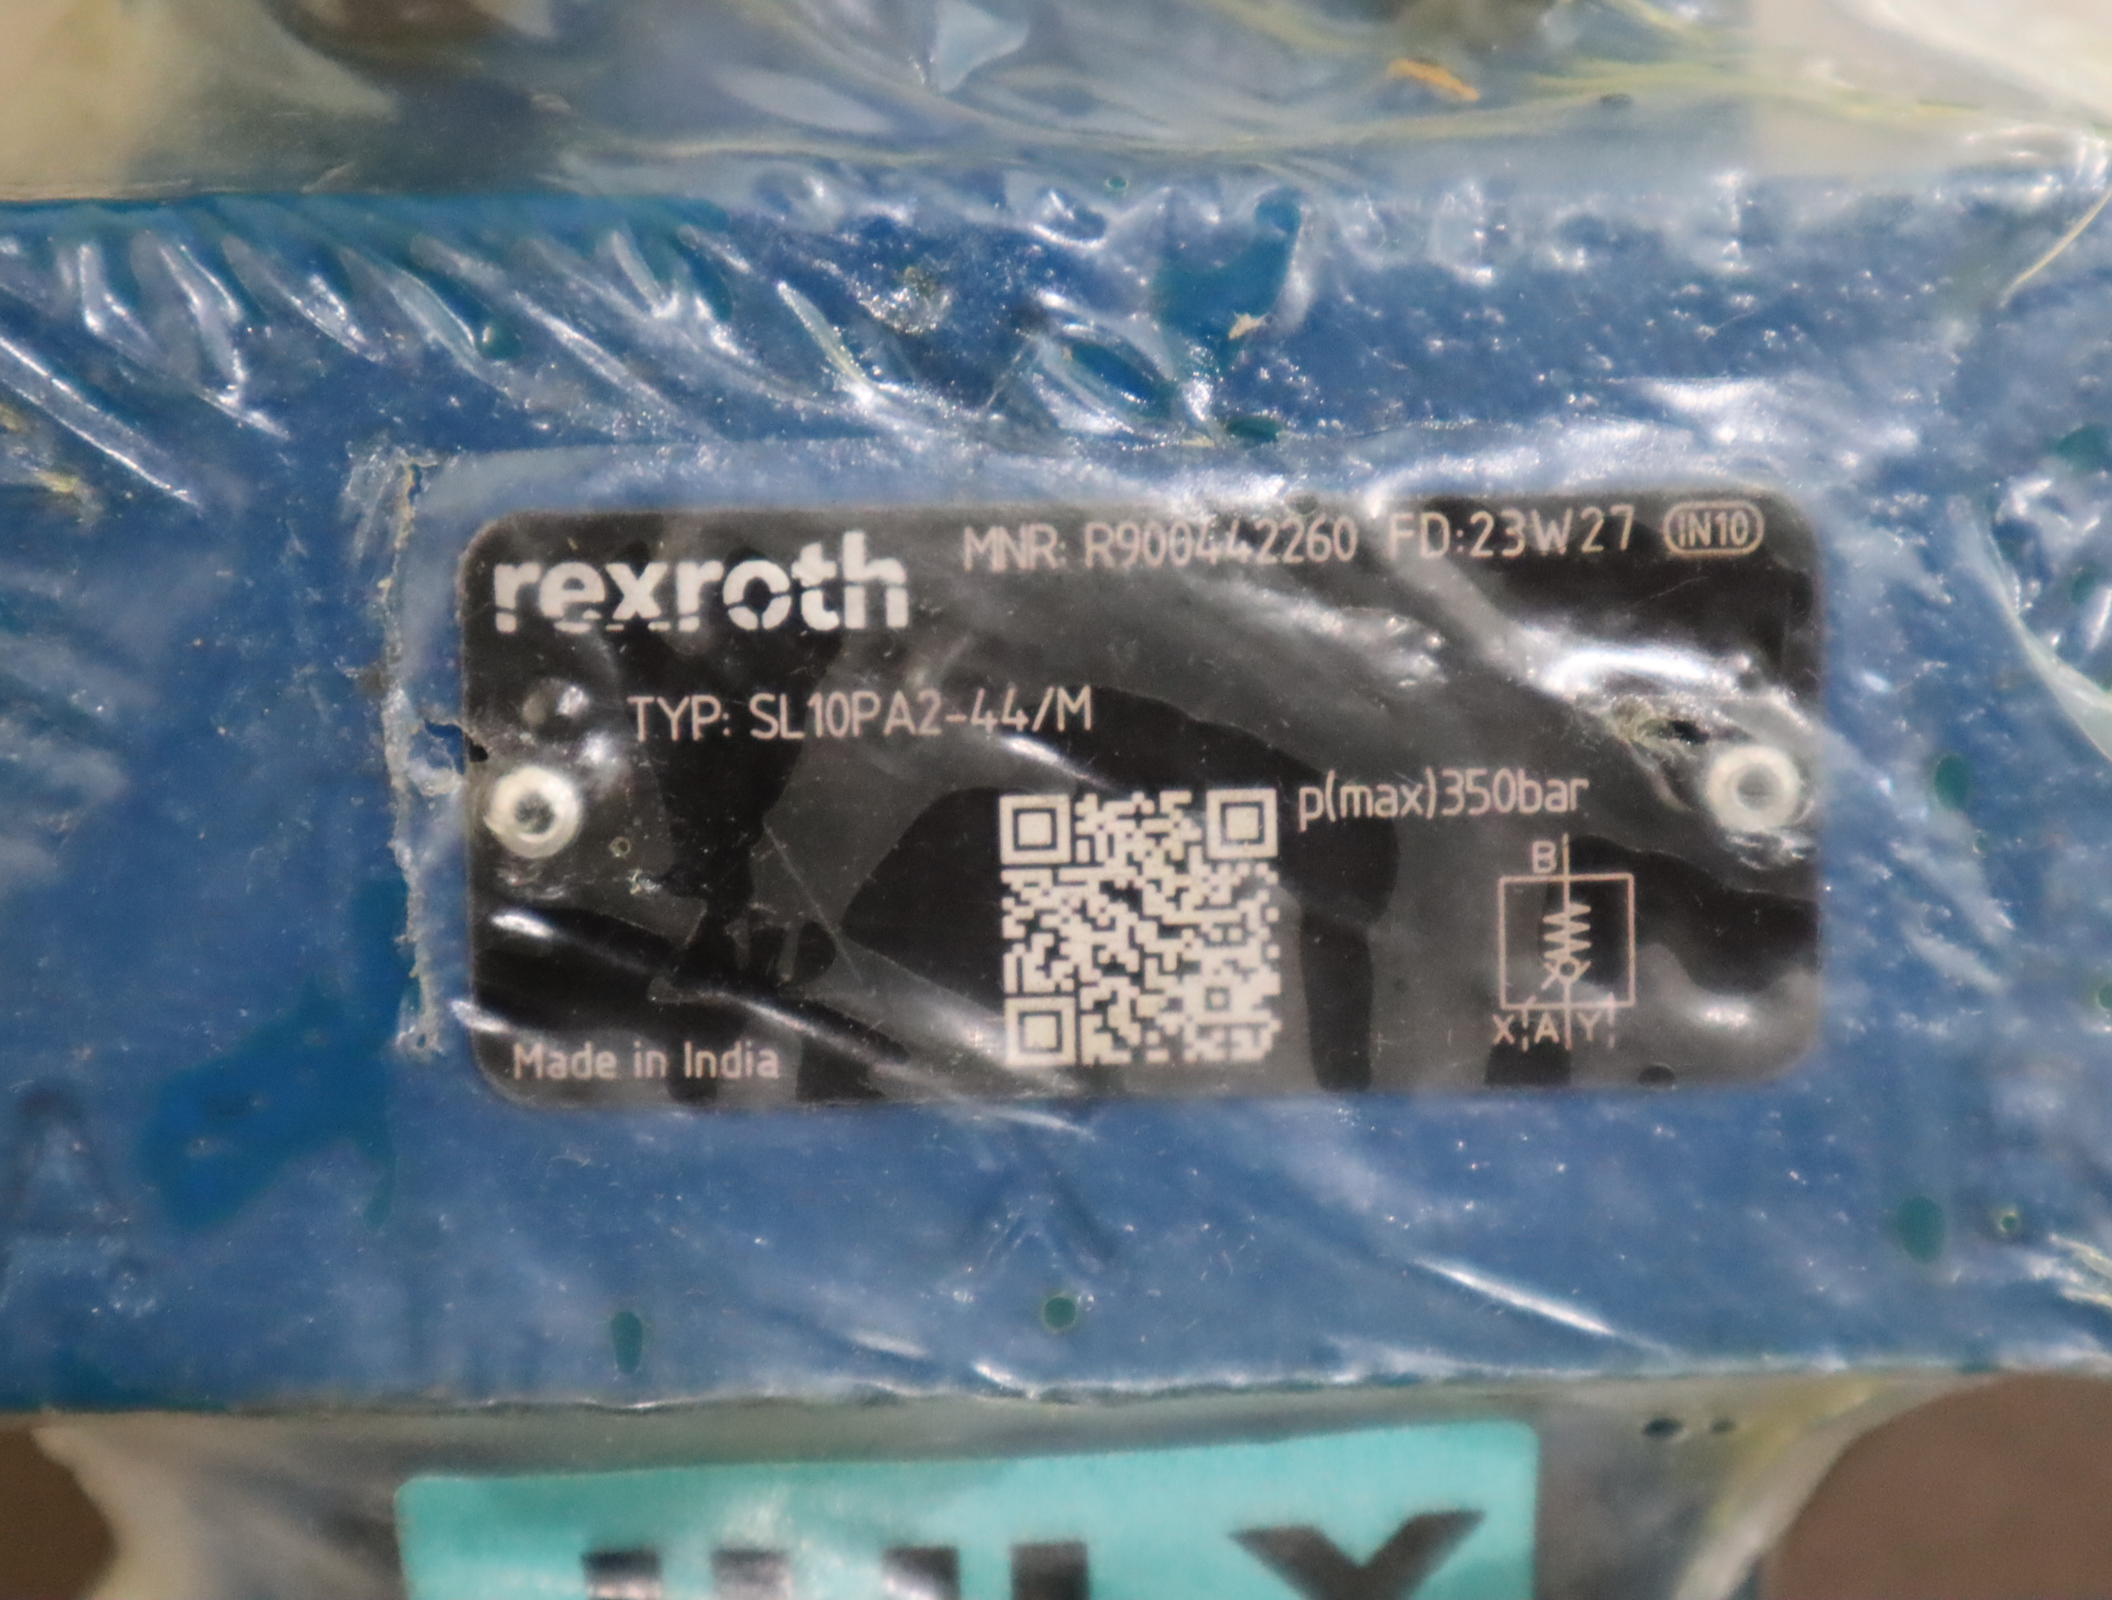 rexroth
MNR: R900442260 FD:23W27 IN10
TYP: SL10PA2-44/M
p(max)350bar
B
X A Y
Made in India